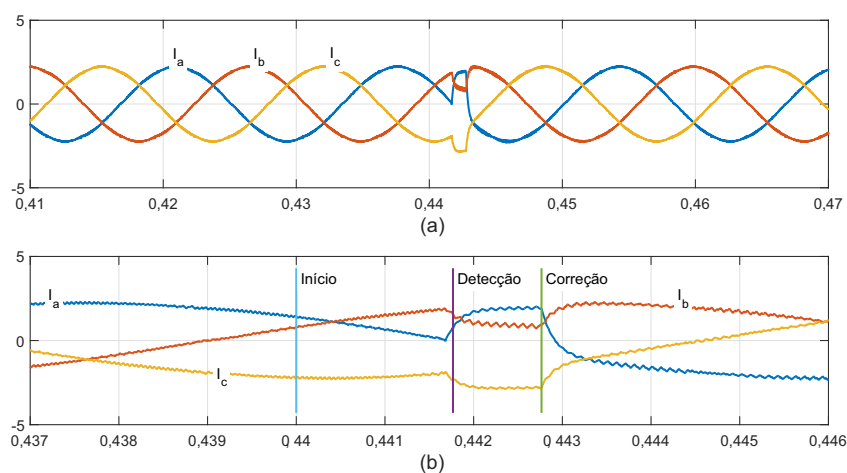 5
I_a
I_b
I_c
0
-5
0,41
0,42
0,43
0,44
0,45
0,46
0,47
(a)
5
I_a
Início
Detecção
Correção
I_b
0
I_c
-5
0,437
0,438
0,439
0,44
0,441
0,442
0,443
0,444
0,445
0,446
(b)